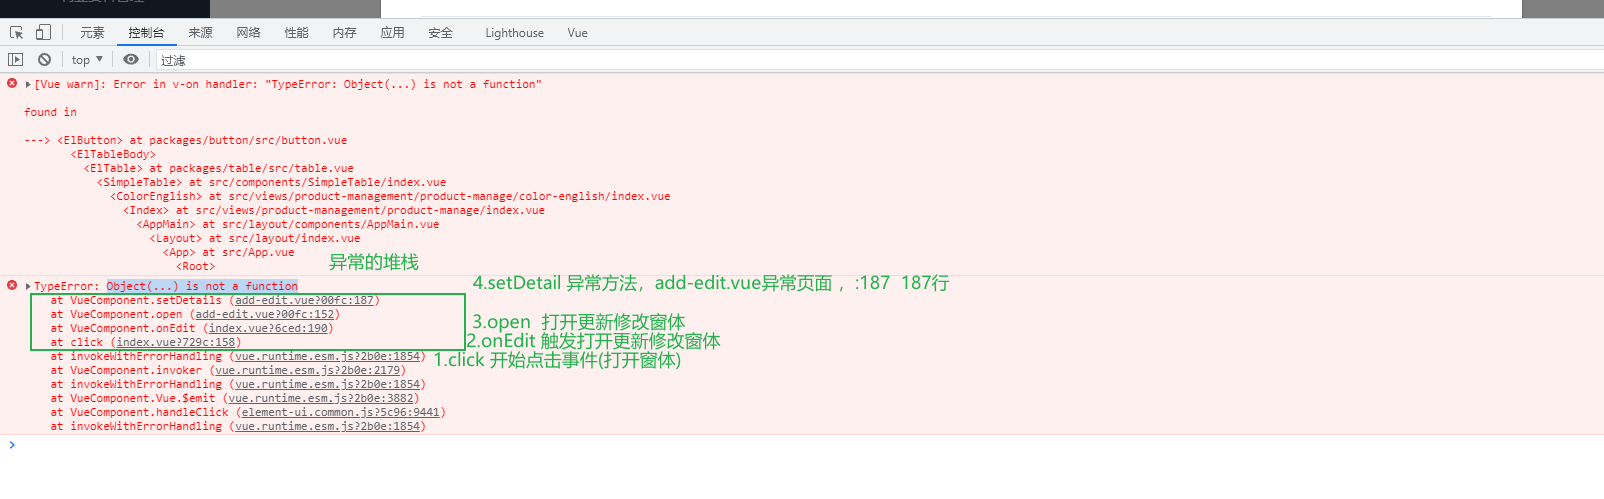 元素 控制台 来源 网络 性能 内存 应用 安全 Lighthouse Vue
top ▼ 过滤
[Vue warn]: Error in v-on handler: "TypeError: Object(...) is not a function"
found in
---> <ElButton> at packages/button/src/button.vue
<ElTableBody>
<ElTable> at packages/table/src/table.vue
<SimpleTable> at src/components/SimpleTable/index.vue
<ColorEnglish> at src/views/product-management/product-manage/color-english/index.vue
<Index> at src/views/product-management/product-manage/index.vue
<AppMain> at src/layout/components/AppMain.vue
<Layout> at src/layout/index.vue
<App> at src/App.vue
<Root>
异常的堆栈
TypeError: Object(...) is not a function
4.setDetail 异常方法，add-edit.vue异常页面 ，:187 187行
at VueComponent.setDetails (add-edit.vue?00fc:187)
at VueComponent.open (add-edit.vue?00fc:152)
3.open 打开更新修改窗体
at VueComponent.onEdit (index.vue?6ced:190)
2.onEdit 触发打开更新修改窗体
at click (index.vue?729c:158)
1.click 开始点击事件(打开窗体)
at invokeWithErrorHandling (vue.runtime.esm.js?2b0e:1854)
at VueComponent.invoker (vue.runtime.esm.js?2b0e:2179)
at invokeWithErrorHandling (vue.runtime.esm.js?2b0e:1854)
at VueComponent.Vue.$emit (vue.runtime.esm.js?2b0e:3882)
at VueComponent.handleClick (element-ui.common.js?5c96:9441)
at invokeWithErrorHandling (vue.runtime.esm.js?2b0e:1854)